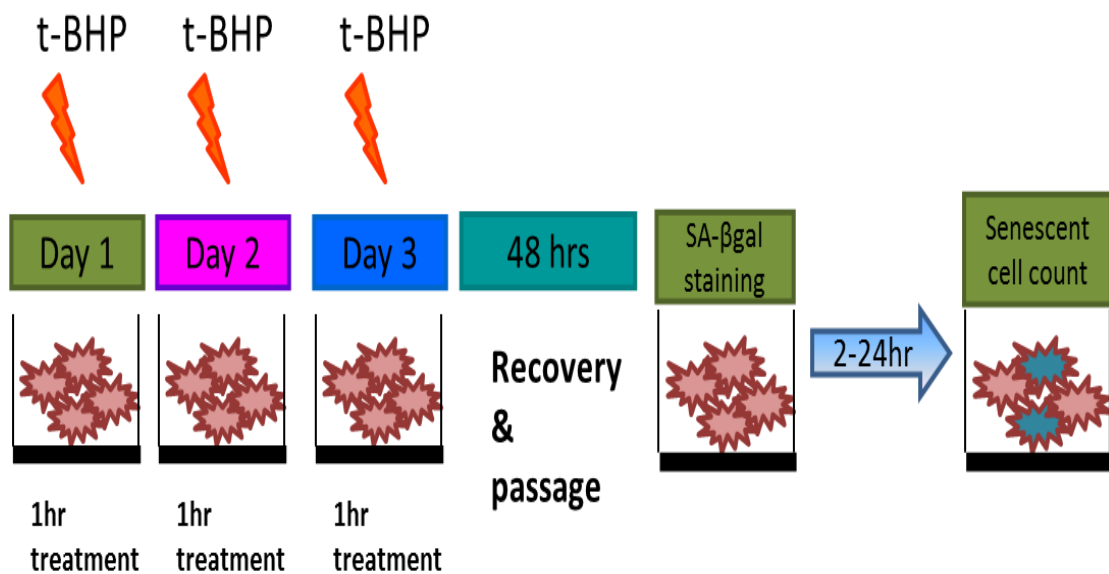 t-BHP
t-BHP
t-BHP
Day 1
Day 2
Day 3
48 hrs
SA-βgal
staining
Senescent
cell count
2-24hr
Recovery
&
passage
1hr
treatment
1hr
treatment
1hr
treatment